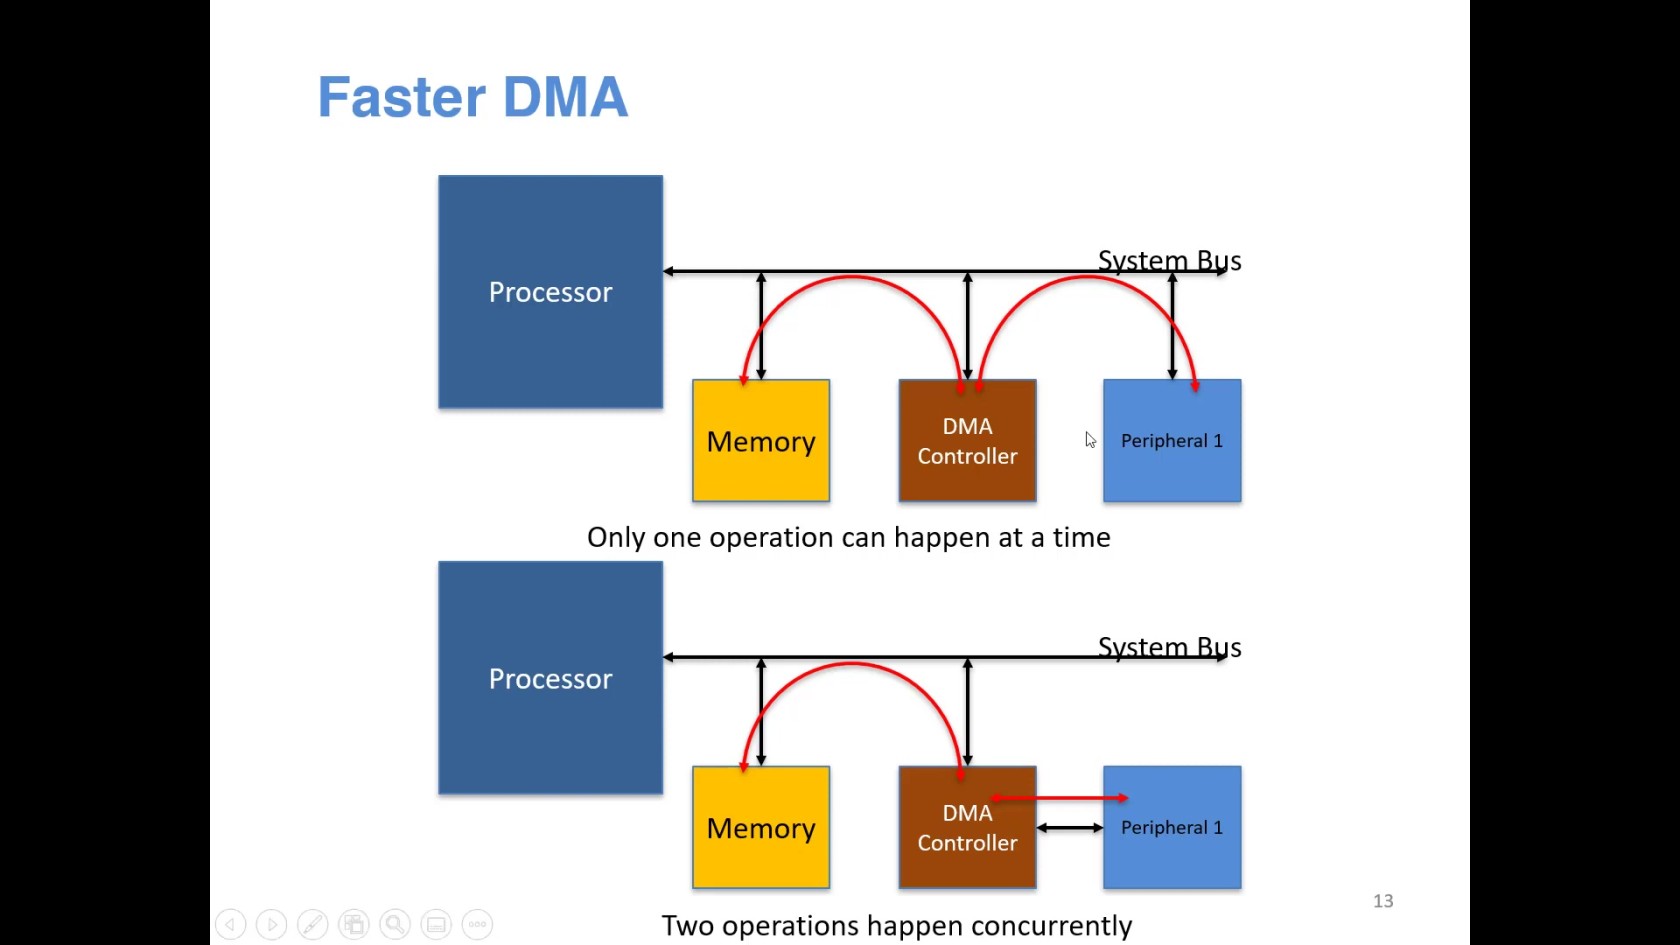 Faster DMA
System Bus
Processor
Memory
DMA
Controller
Peripheral 1
Only one operation can happen at a time
System Bus
Processor
Memory
DMA
Controller
Peripheral 1
13
Two operations happen concurrently